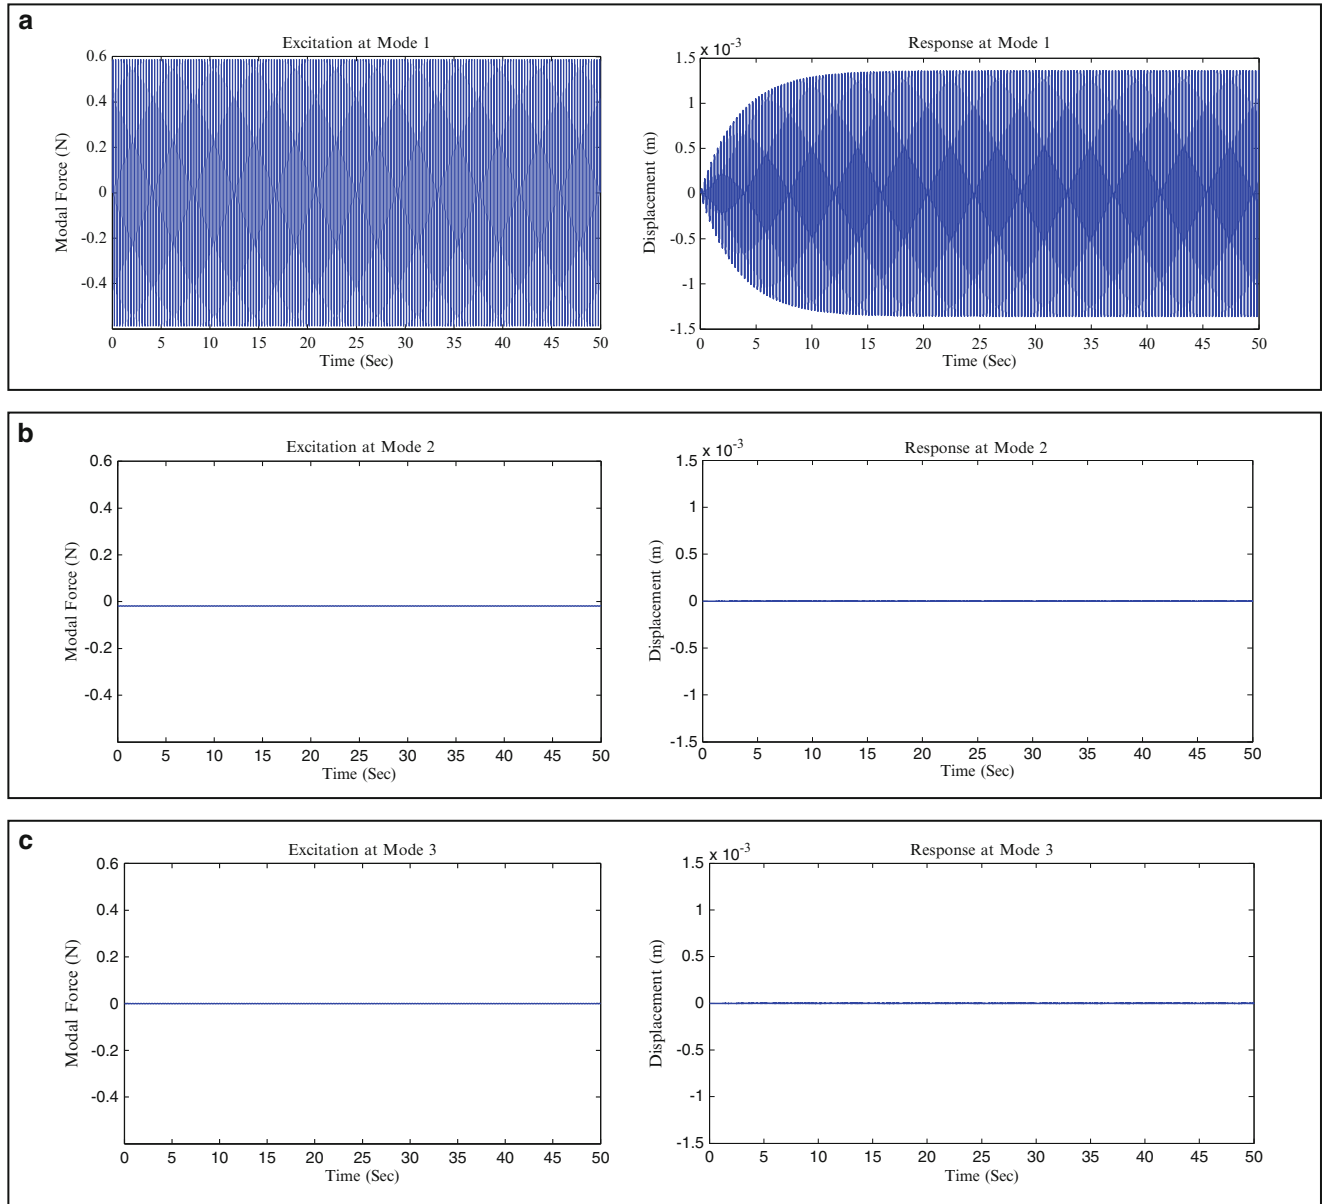 a
Excitation at Mode 1
Modal Force (N)
0.6
0.4
0.2
0
-0.2
-0.4
0 5 10 15 20 25 30 35 40 45 50
Time (Sec)
Response at Mode 1
x 10-3
Displacement (m)
1.5
1
0.5
0
-0.5
-1
-1.5
0 5 10 15 20 25 30 35 40 45 50
Time (Sec)
b
Excitation at Mode 2
Modal Force (N)
0.6
0.4
0.2
0
-0.2
-0.4
0 5 10 15 20 25 30 35 40 45 50
Time (Sec)
Response at Mode 2
x 10-3
Displacement (m)
1.5
1
0.5
0
-0.5
-1
-1.5
0 5 10 15 20 25 30 35 40 45 50
Time (Sec)
c
Excitation at Mode 3
Modal Force (N)
0.6
0.4
0.2
0
-0.2
-0.4
0 5 10 15 20 25 30 35 40 45 50
Time (Sec)
Response at Mode 3
x 10-3
Displacement (m)
1.5
1
0.5
0
-0.5
-1
-1.5
0 5 10 15 20 25 30 35 40 45 50
Time (Sec)